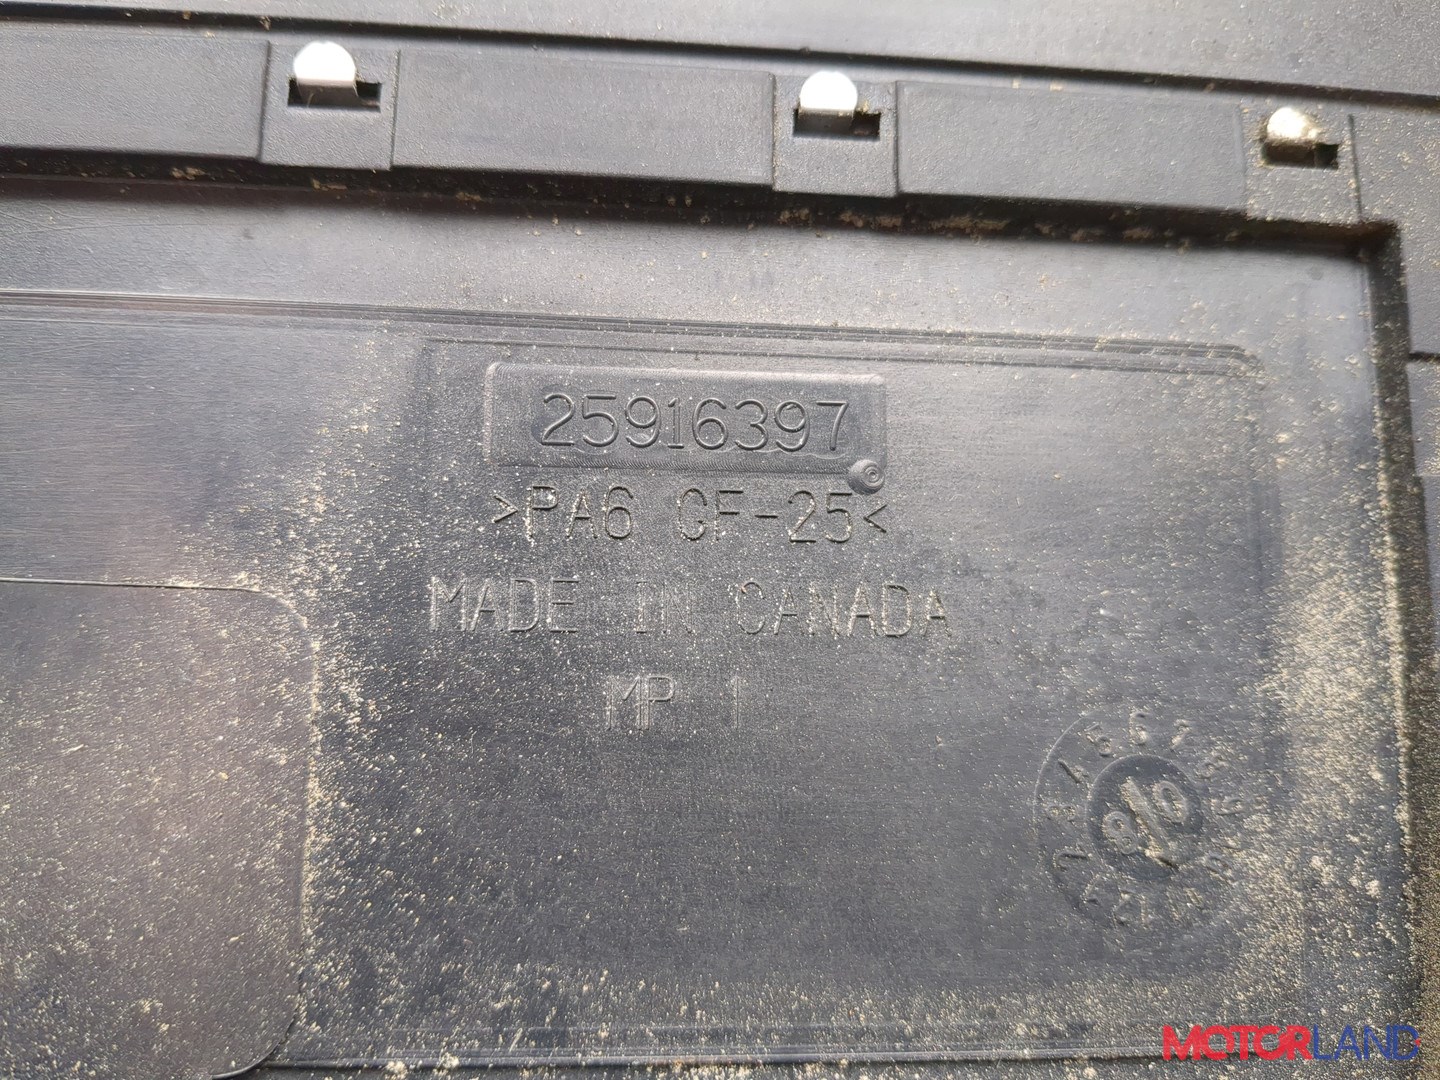 25916397
>PA6 GF-25<
MADE IN CANADA
MP 1
MOTORLAND